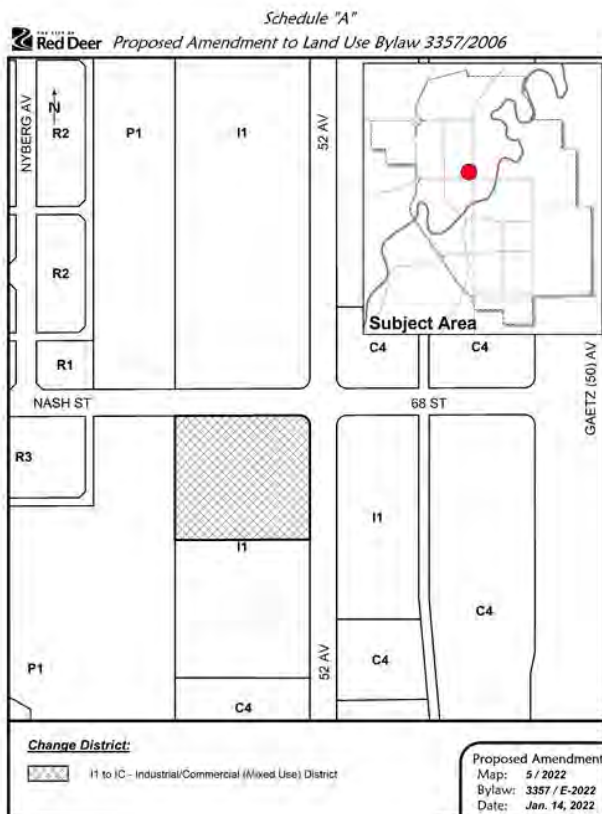 Schedule "A"
THE CITY OF
Red Deer
Proposed Amendment to Land Use Bylaw 3357/2006
NYBERG AV
N
R2
P1
I1
52 AV
R2
Subject Area
R1
C4
C4
GAETZ (50) AV
NASH ST
68 ST
R3
I1
I1
C4
P1
52 AV
C4
C4
Change District:
I1 to IC - Industrial/Commercial (Mixed Use) District
Proposed Amendment
Map: 5 / 2022
Bylaw: 3357 / E-2022
Date: Jan. 14, 2022